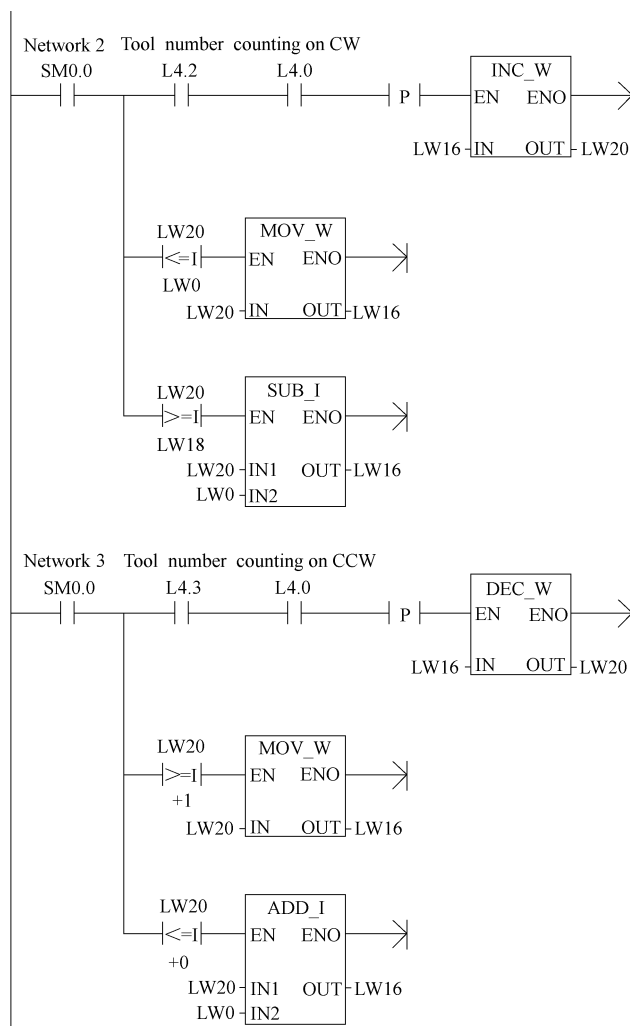 Network 2 Tool number counting on CW
SM0.0 L4.2 L4.0
P
INC_W
EN ENO
LW16 IN OUT LW20
LW20
<=I
LW0
MOV_W
EN ENO
LW20 IN OUT LW16
LW20
>=I
LW18
SUB_I
EN ENO
LW20 IN1 OUT LW16
LW0 IN2
Network 3 Tool number counting on CCW
SM0.0 L4.3 L4.0
P
DEC_W
EN ENO
LW16 IN OUT LW20
LW20
>=I
+1
MOV_W
EN ENO
LW20 IN OUT LW16
LW20
<=I
+0
ADD_I
EN ENO
LW20 IN1 OUT LW16
LW0 IN2